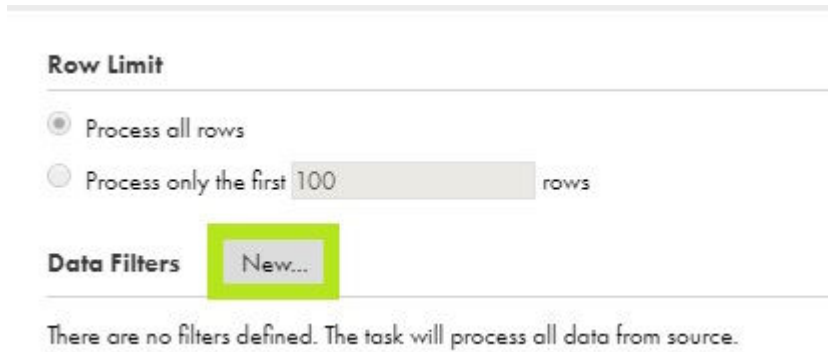 Row Limit
Process all rows
Process only the first 100 rows
Data Filters New...
There are no filters defined. The task will process all data from source.